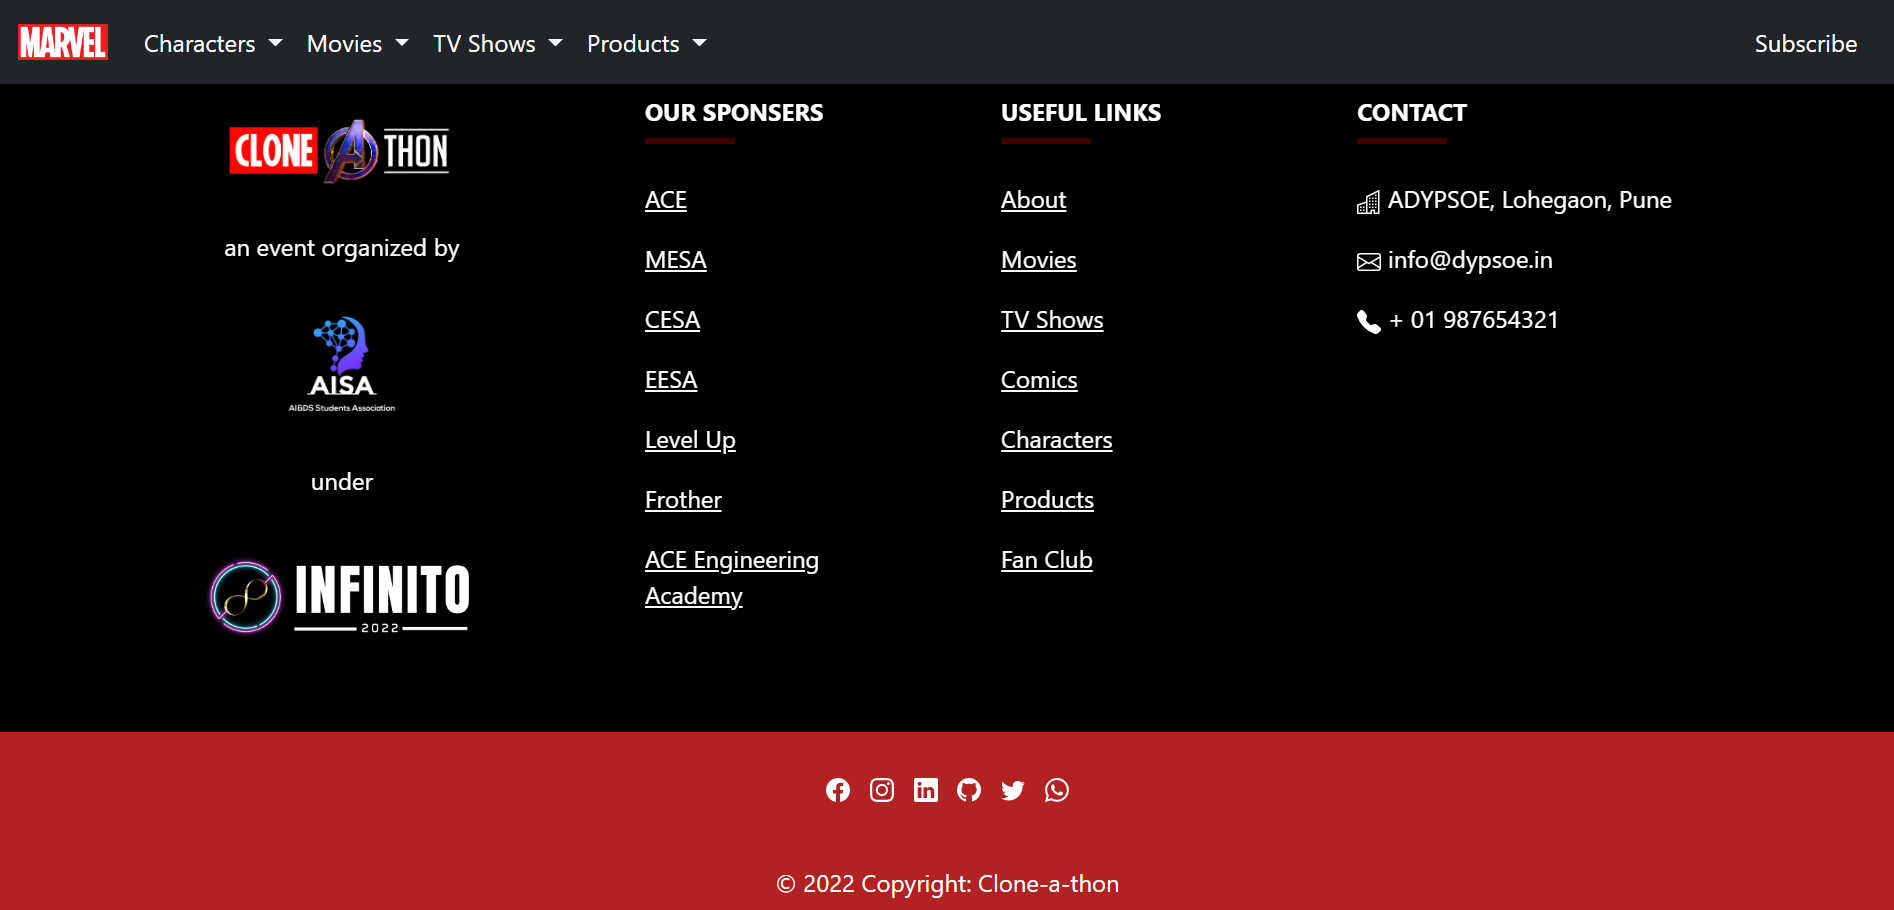 MARVEL Characters Movies TV Shows Products Subscribe
CLONE A THON
an event organized by
AISA
AI&DS Students Association
under
INFINITO
2022
OUR SPONSERS
ACE
MESA
CESA
EESA
Level Up
Frother
ACE Engineering
Academy
USEFUL LINKS
About
Movies
TV Shows
Comics
Characters
Products
Fan Club
CONTACT
ADYPSOE, Lohegaon, Pune
info@dypsoe.in
+ 01 987654321
© 2022 Copyright: Clone-a-thon